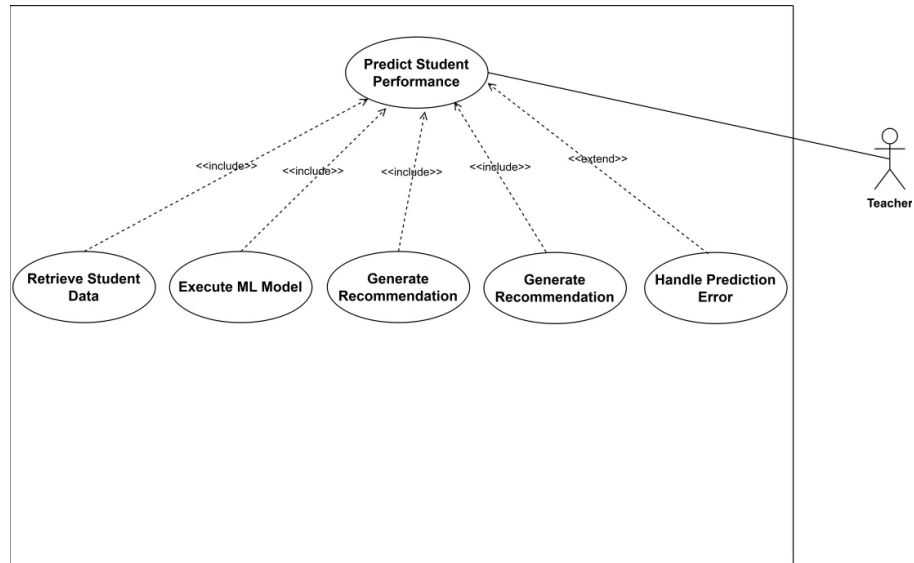 Predict Student
Performance
<<include>>
<<include>>
<<include>>
<<include>>
<<extend>>
Teacher
Retrieve Student
Data
Execute ML Model
Generate
Recommendation
Generate
Recommendation
Handle Prediction
Error